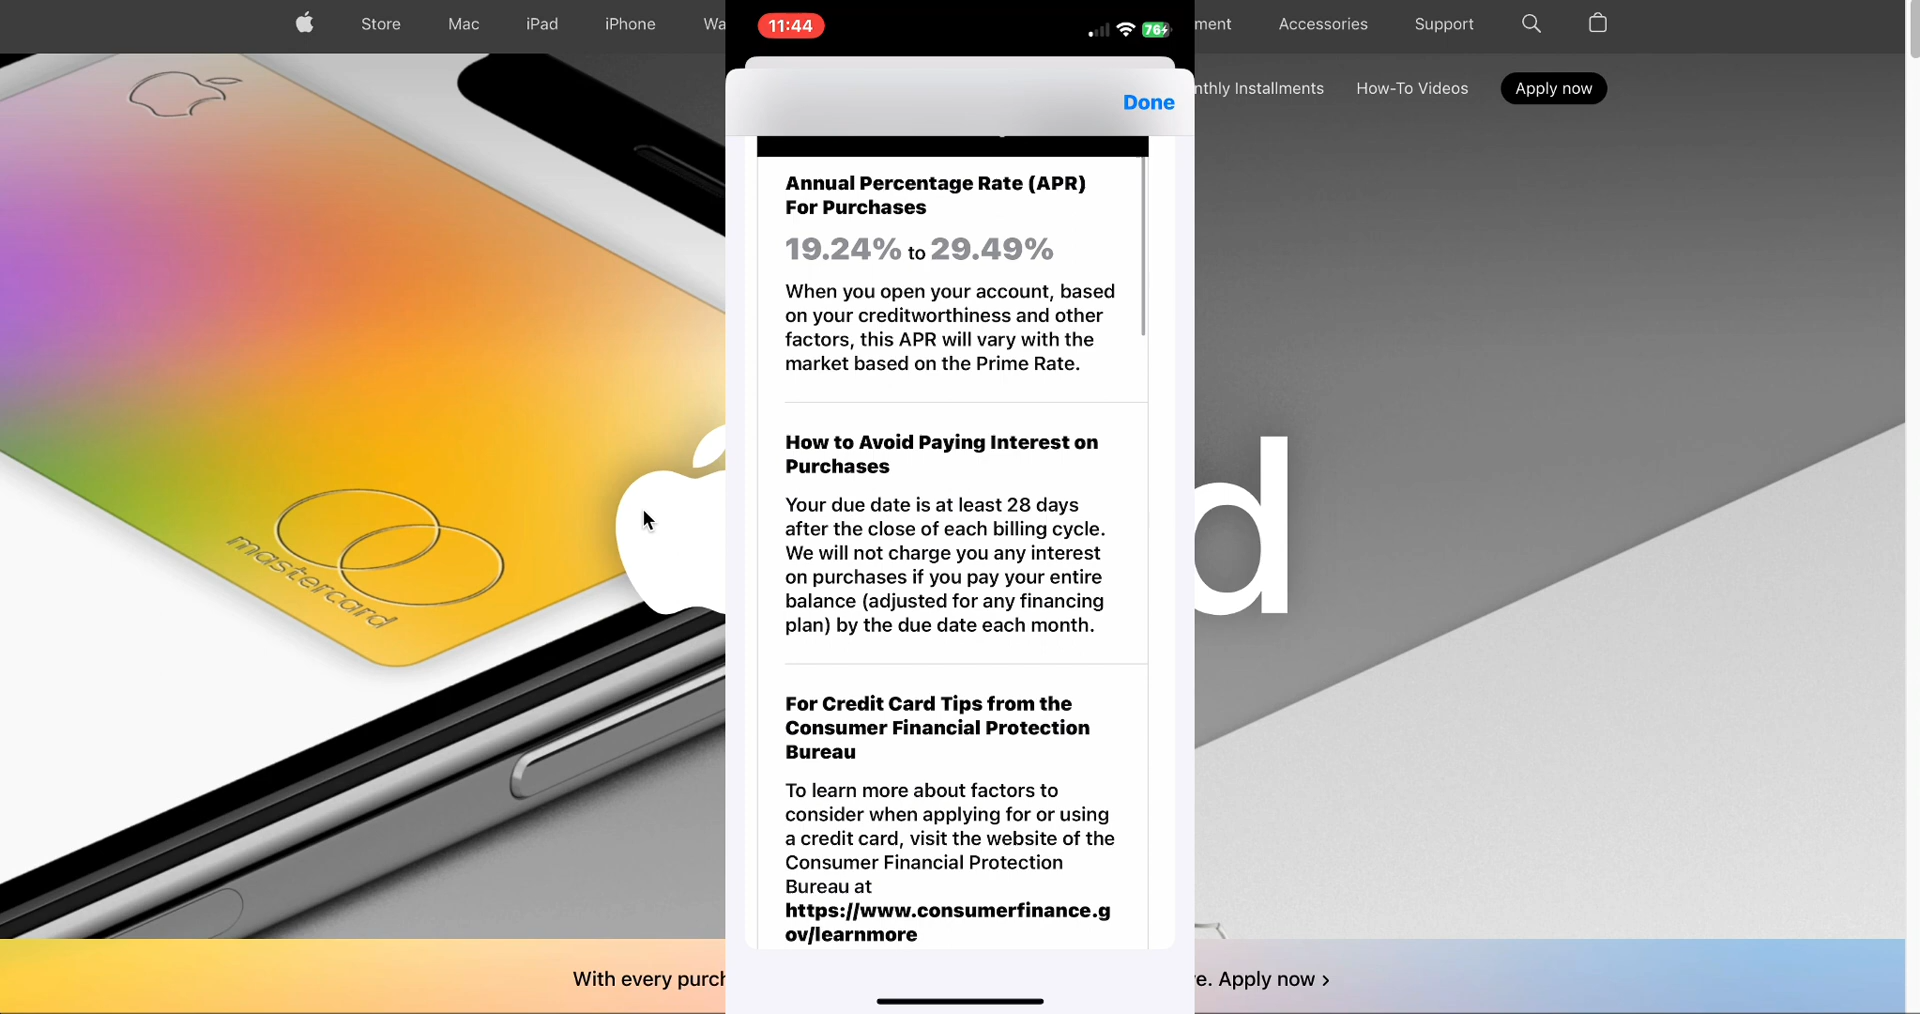 Store
Mac
iPad
iPhone
Accessories
Support
11:44
76
How-To Videos
Apply now
Done
Annual Percentage Rate (APR)
For Purchases
19.24% to 29.49%
When you open your account, based
on your creditworthiness and other
factors, this APR will vary with the
market based on the Prime Rate.
How to Avoid Paying Interest on
Purchases
Your due date is at least 28 days
after the close of each billing cycle.
We will not charge you any interest
on purchases if you pay your entire
balance (adjusted for any financing
plan) by the due date each month.
For Credit Card Tips from the
Consumer Financial Protection
Bureau
To learn more about factors to
consider when applying for or using
a credit card, visit the website of the
Consumer Financial Protection
Bureau at
https://www.consumerfinance.g
ov/learnmore
mastercard
Installments
d
With every
Apply now >